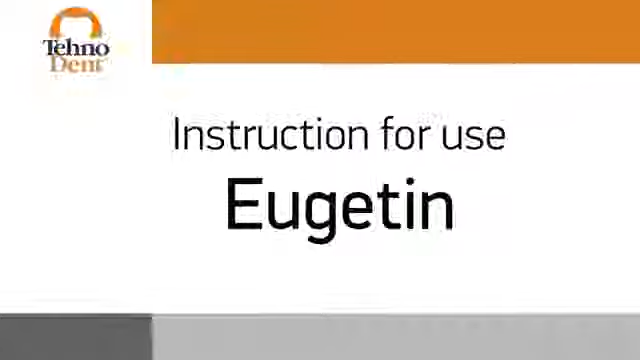 Tehno
Dent
Instruction for use
Eugetin